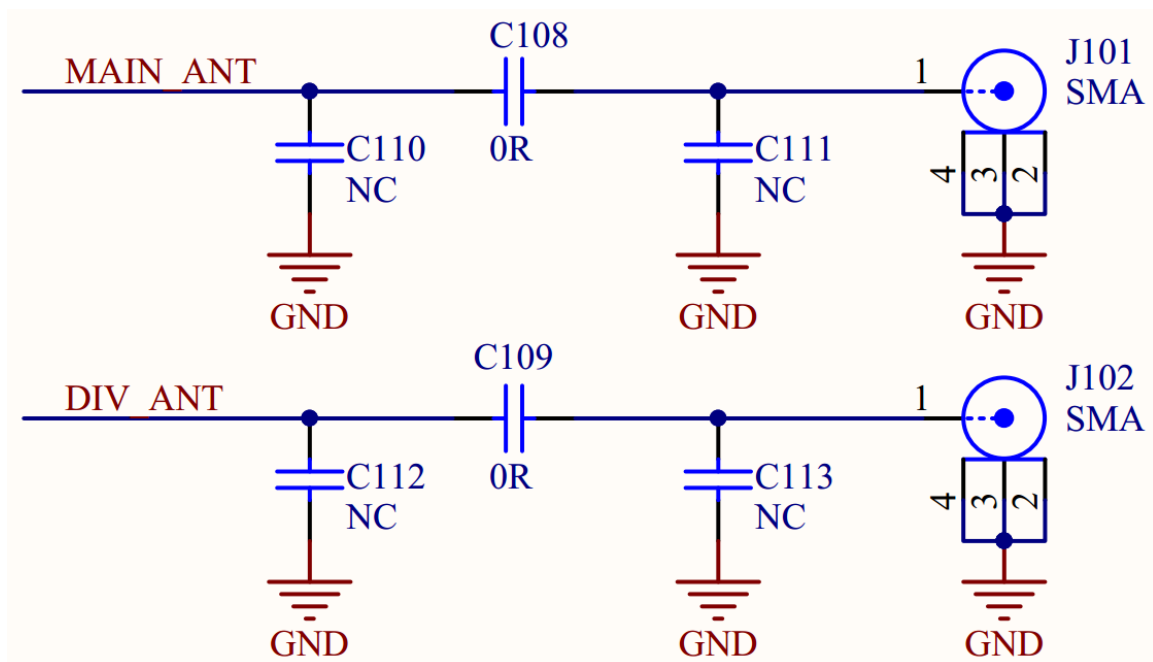 C108
J101
MAIN_ANT
1
SMA
C110
0R
C111
NC
NC
4
3
2
GND
GND
GND
C109
J102
DIV_ANT
1
SMA
C112
0R
C113
NC
NC
4
3
2
GND
GND
GND